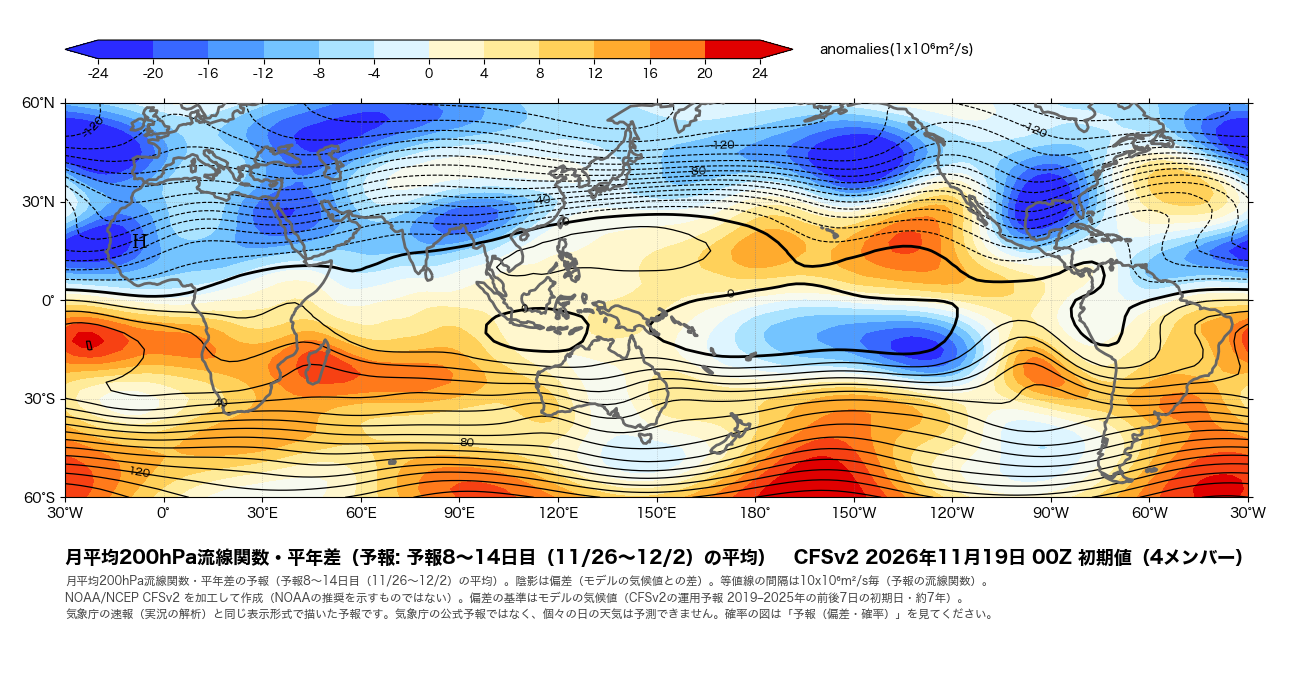 anomalies(1x10⁶m²/s)
-24 -20 -16 -12 -8 -4 0 4 8 12 16 20 24
60°N
30°N
0°
30°S
60°S
-120
-120
-120
-80
-40
0
H
0
0
0
40
80
120
30°W 0° 30°E 60°E 90°E 120°E 150°E 180° 150°W 120°W 90°W 60°W 30°W
月平均200hPa流線関数・平年差（予報: 予報8〜14日目（11/26〜12/2）の平均） CFSv2 2026年11月19日 00Z 初期値（4メンバー）
月平均200hPa流線関数・平年差の予報（予報8〜14日目（11/26〜12/2）の平均）。陰影は偏差（モデルの気候値との差）。等値線の間隔は10x10⁶m²/s毎（予報の流線関数）。
NOAA/NCEP CFSv2 を加工して作成（NOAAの推奨を示すものではない）。偏差の基準はモデルの気候値（CFSv2の運用予報 2019–2025年の前後7日の初期日・約7年）。
気象庁の速報（実況の解析）と同じ表示形式で描いた予報です。気象庁の公式予報ではなく、個々の日の天気は予測できません。確率の図は「予報（偏差・確率）」を見てください。